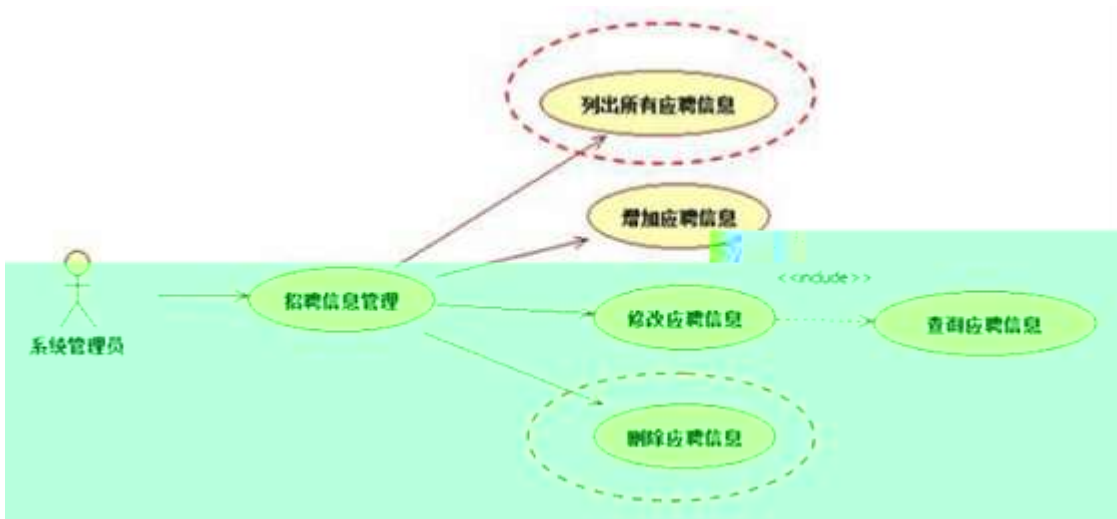 列出所有应聘信息
增加应聘信息
<<include>>
招聘信息管理
修改应聘信息
查询应聘信息
系统管理员
删除应聘信息